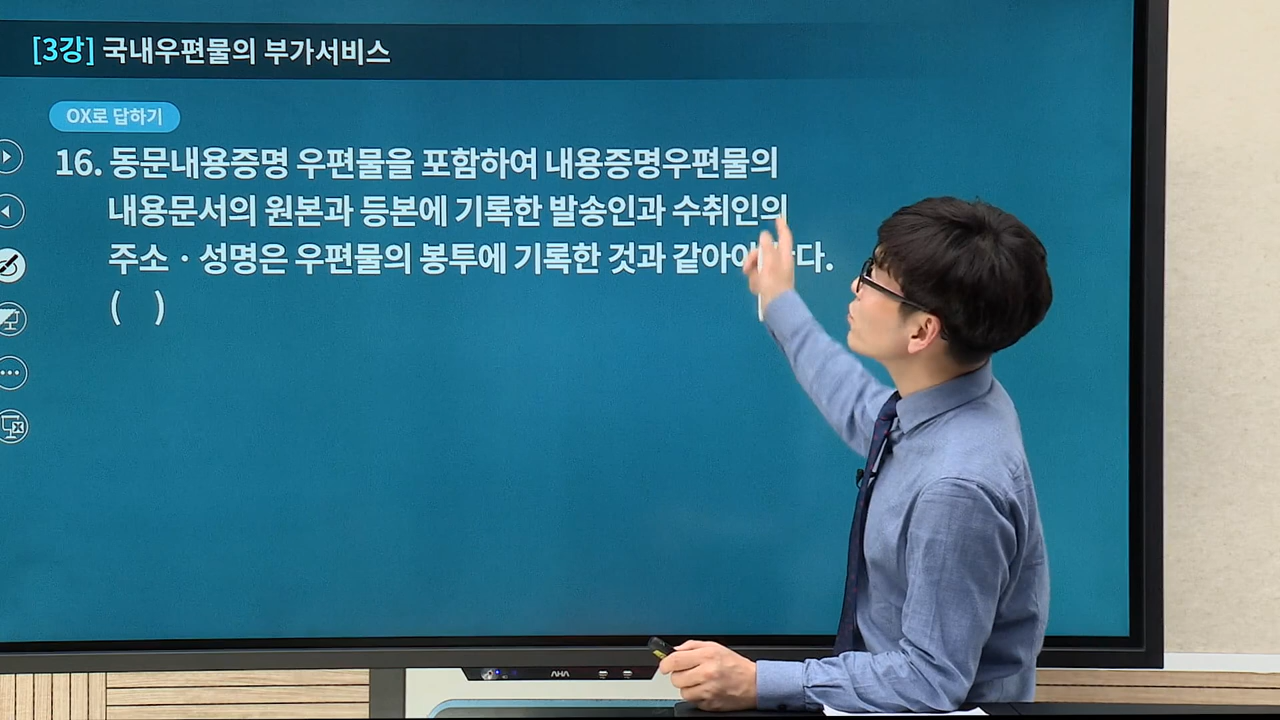 [3강] 국내우편물의 부가서비스
OX로 답하기
16. 동문내용증명 우편물을 포함하여 내용증명우편물의
내용문서의 원본과 등본에 기록한 발송인과 수취인의
주소 · 성명은 우편물의 봉투에 기록한 것과 같아야 다.
( )
AHA